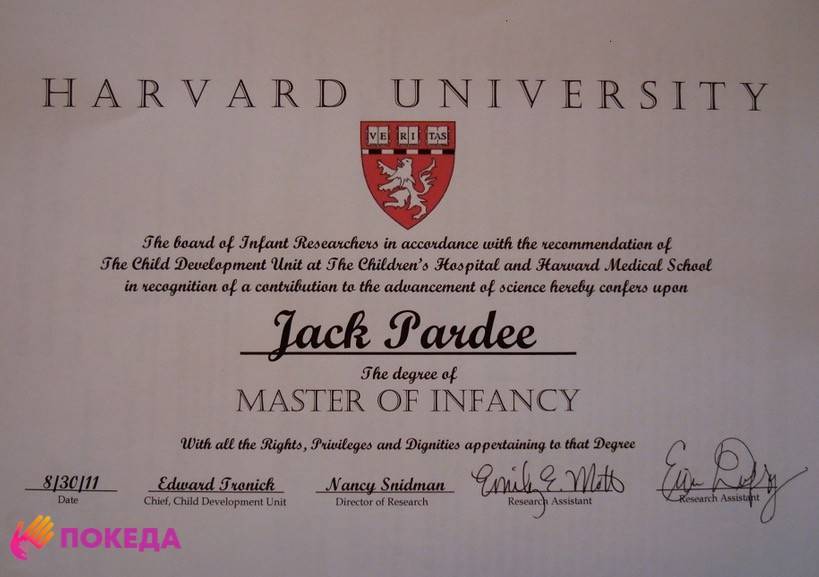 HARVARD UNIVERSITY
VE RI TAS
The board of Infant Researchers in accordance with the recommendation of
The Child Development Unit at The Children's Hospital and Harvard Medical School
in recognition of a contribution to the advancement of science hereby confers upon
Jack Pardee
The degree of
MASTER OF INFANCY
With all the Rights, Privileges and Dignities appertaining to that Degree
8/30/11 Edward Tronick Nancy Snidman Emily E. Mott
Date Chief, Child Development Unit Director of Research Research Assistant Research Assistant
ПОКЕДА